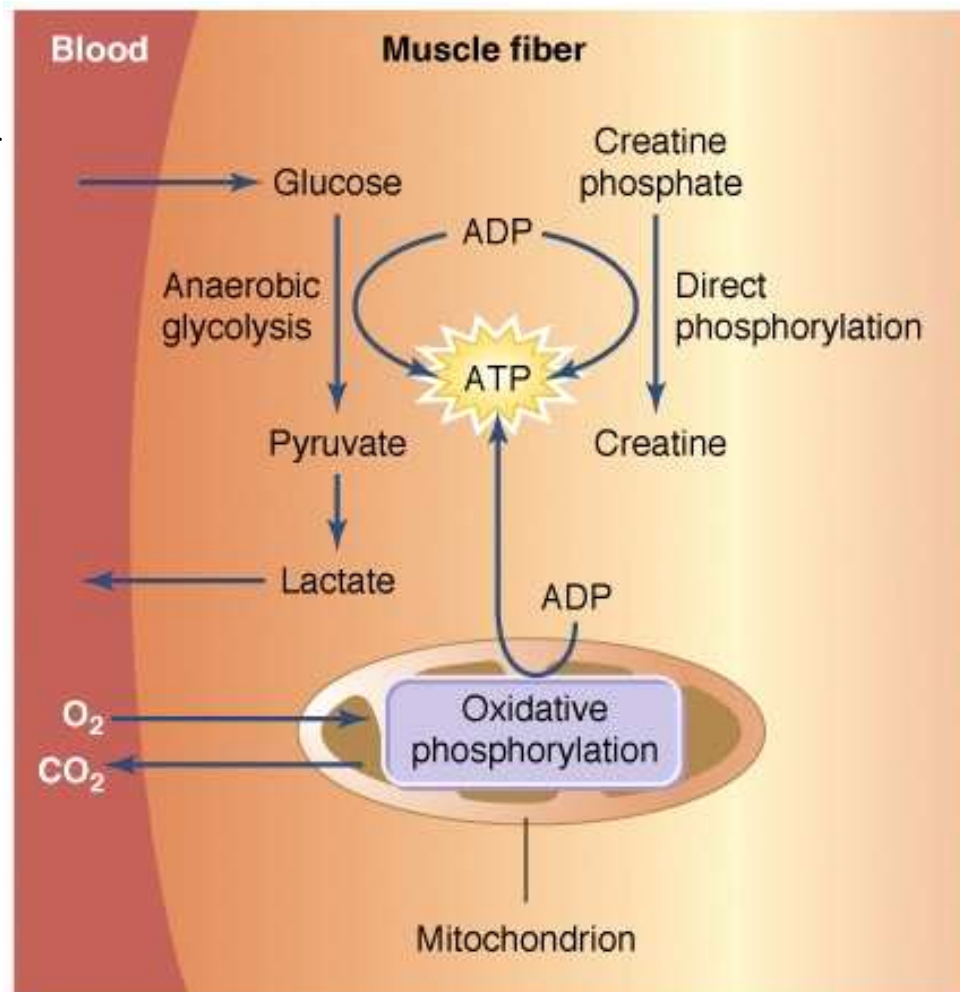 Blood
Muscle fiber
Creatine
phosphate
Glucose
ADP
Anaerobic
glycolysis
Direct
phosphorylation
ATP
Pyruvate
Creatine
Lactate
ADP
O₂
CO₂
Oxidative
phosphorylation
Mitochondrion